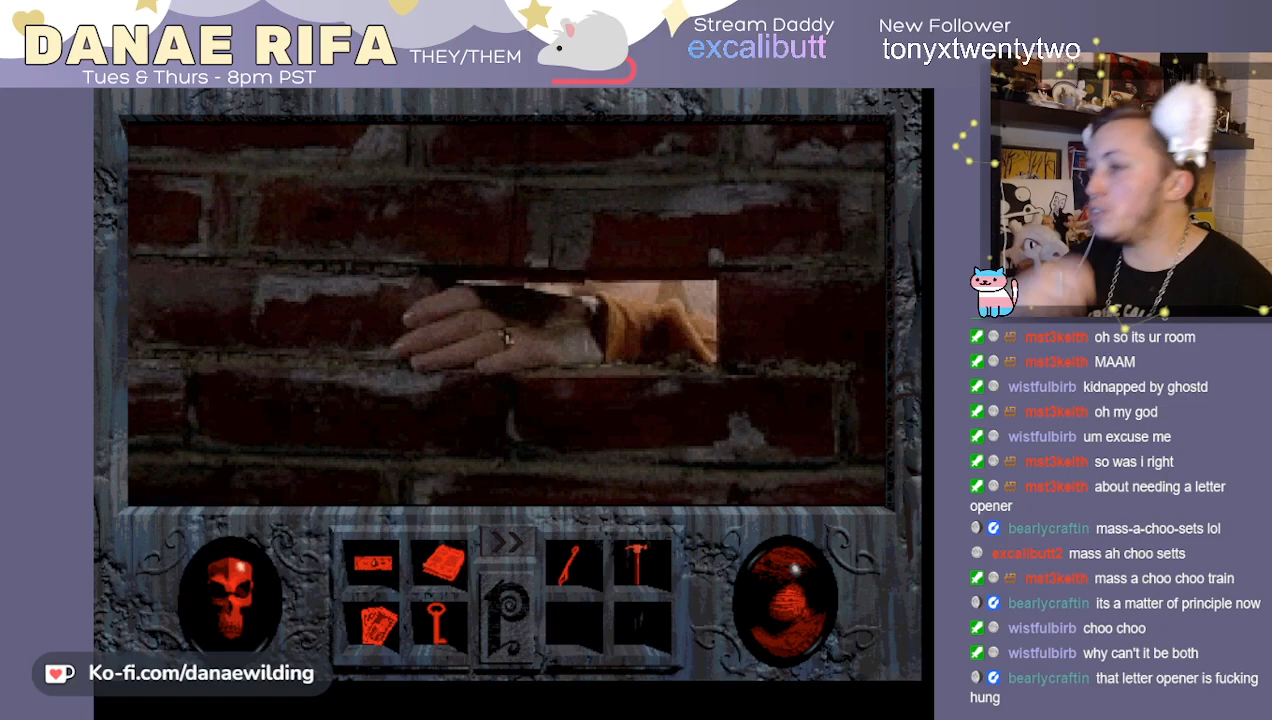 DANAE RIFA
THEY/THEM
Tues & Thurs - 8pm PST
Stream Daddy
excalibutt
New Follower
tonyxtwentytwo
mst3keith oh so its ur room
mst3keith MAAM
wistfulbirb kidnapped by ghostd
mst3keith oh my god
wistfulbirb um excuse me
mst3keith so was i right
mst3keith about needing a letter
opener
bearlycraftin mass-a-choo-sets lol
excalibutt2 mass ah choo setts
mst3keith mass a choo choo train
bearlycraftin its a matter of principle now
wistfulbirb choo choo
wistfulbirb why can't it be both
bearlycraftin that letter opener is fucking
hung
Ko-fi.com/danaewilding